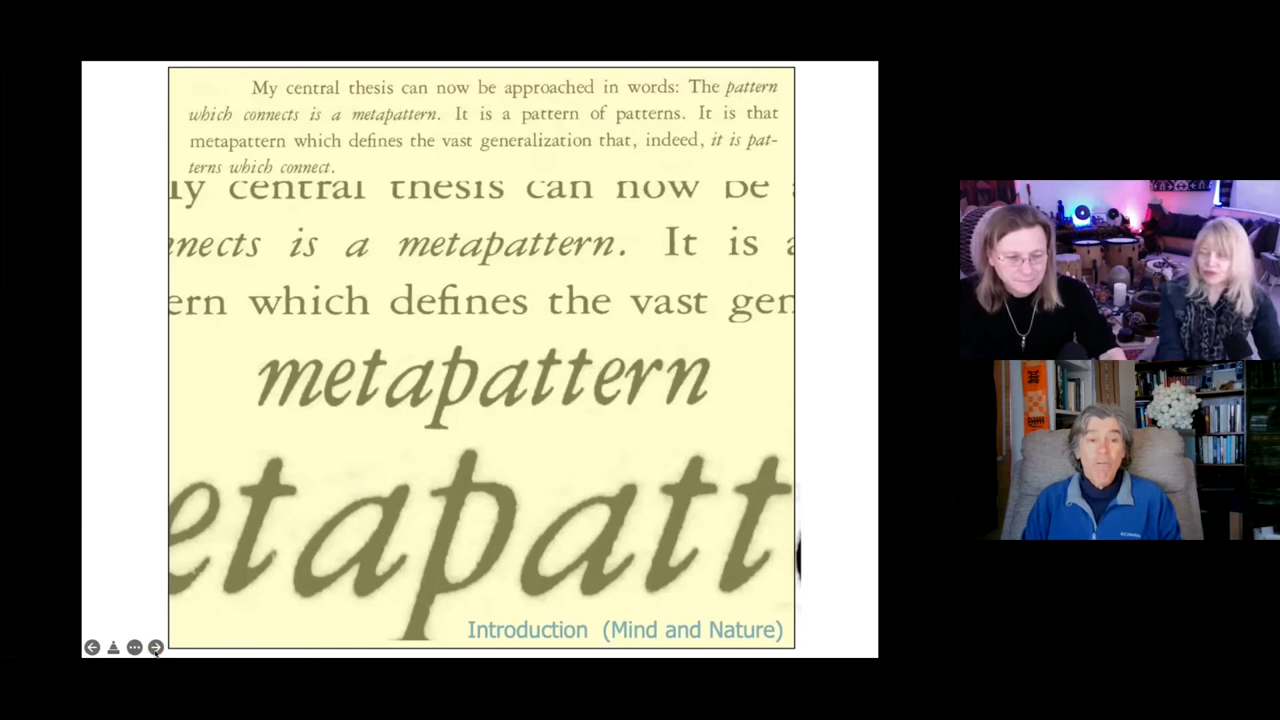 My central thesis can now be approached in words: The pattern
which connects is a metapattern. It is a pattern of patterns. It is that
metapattern which defines the vast generalization that, indeed, it is pat-
terns which connect.
ly central thesis can now be
nnects is a metapattern. It is a
ern which defines the vast gen
metapattern
etapatt
Introduction (Mind and Nature)